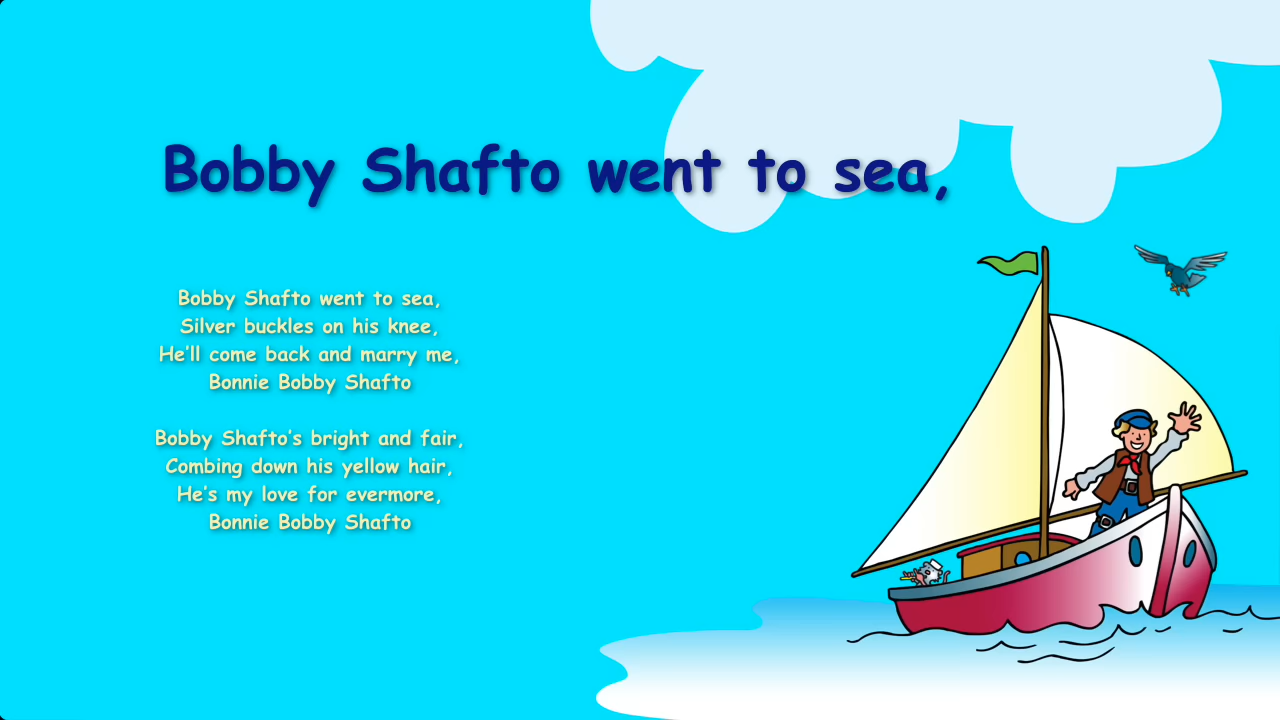 Bobby Shafto went to sea,
Bobby Shafto went to sea,
Silver buckles on his knee,
He'll come back and marry me,
Bonnie Bobby Shafto
Bobby Shafto's bright and fair,
Combing down his yellow hair,
He's my love for evermore,
Bonnie Bobby Shafto